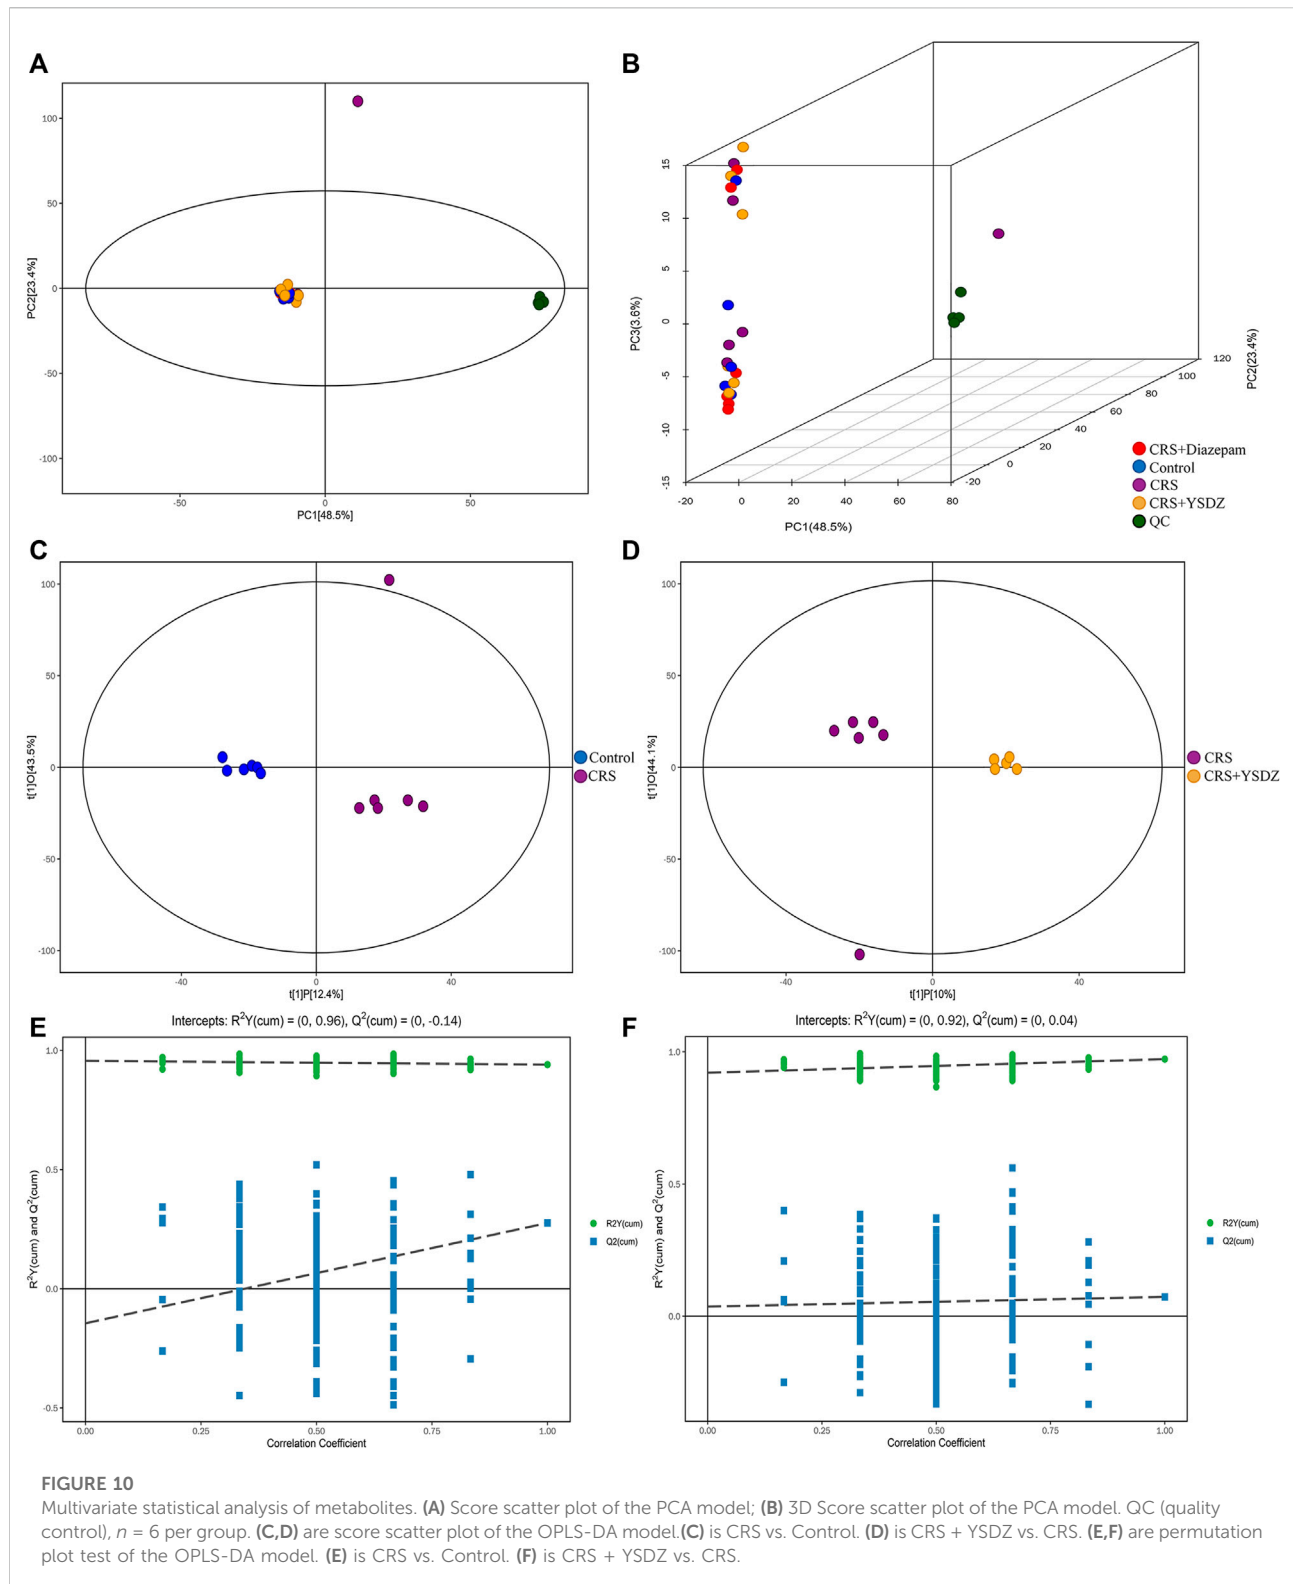 A
100
50
0
-50
-100
-50
0
50
PC2[23.4%]
PC1[48.5%]
B
15
10
5
0
-5
-10
-15
PC3(3.6%)
-20
0
20
40
60
80
PC1(48.5%)
-20
0
20
40
60
80
100
120
PC2(23.4%)
CRS+Diazepam
Control
CRS
CRS+YSDZ
QC
C
100
50
0
-50
-100
-40
0
40
t[1]O[43.5%]
t[1]P[12.4%]
Control
CRS
D
100
50
0
-50
-100
-40
0
40
t[1]O[44.1%]
t[1]P[10%]
CRS
CRS+YSDZ
E
Intercepts: R²Y(cum) = (0, 0.96), Q²(cum) = (0, -0.14)
1.0
0.5
0.0
-0.5
0.00
0.25
0.50
0.75
1.00
R²Y(cum) and Q²(cum)
Correlation Coefficient
R2Y(cum)
Q2(cum)
F
Intercepts: R²Y(cum) = (0, 0.92), Q²(cum) = (0, 0.04)
1.0
0.5
0.0
0.00
0.25
0.50
0.75
1.00
R²Y(cum) and Q²(cum)
Correlation Coefficient
R2Y(cum)
Q2(cum)
FIGURE 10
Multivariate statistical analysis of metabolites. (A) Score scatter plot of the PCA model; (B) 3D Score scatter plot of the PCA model. QC (quality
control), n = 6 per group. (C,D) are score scatter plot of the OPLS-DA model.(C) is CRS vs. Control. (D) is CRS + YSDZ vs. CRS. (E,F) are permutation
plot test of the OPLS-DA model. (E) is CRS vs. Control. (F) is CRS + YSDZ vs. CRS.